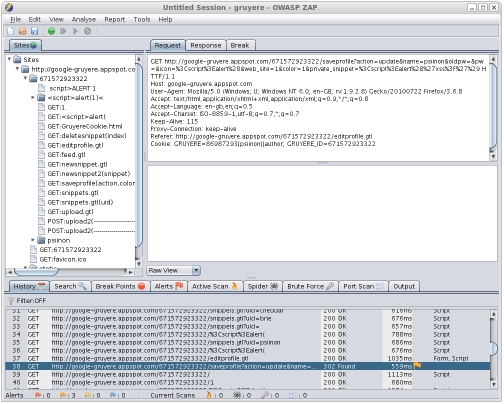 Untitled Session - gruyere - OWASP ZAP
File Edit View Analyse Report Tools Help
Sites
Request Response Break
Sites
http://google-gruyere.appspot.co
671572923322
script>ALERT 1
<script>alert(1<
GET:1
GET:<script>alert(
GET:GruyereCookie.html
GET:deletesnippet(index)
GET:editprofile.gtl
GET:feed.gtl
GET:newsnippet.gtl
GET:newsnippet2(snippet)
GET:saveprofile(action,color
GET:snippets.gtl
GET:snippets.gtl(uid)
GET:upload.gtl
POST:upload2(
POST:upload2(
psiinon
GET:671572923322
GET:favicon.ico
static
GET http://google-gruyere.appspot.com/671572923322/saveprofile?action=update&name=psiinon&oldpw=&pw
=&icon=%3Cscript%3Ealert%28&web_site=1&color=1&private_snippet=%3Cscript%3Ealert%28%27xss%3F%27%29 H
TTP/1.1
Host: google-gruyere.appspot.com
User-Agent: Mozilla/5.0 (Windows; U; Windows NT 6.0; en-GB; rv:1.9.2.8) Gecko/20100722 Firefox/3.6.8
Accept: text/html,application/xhtml+xml,application/xml;q=0.9,*/*;q=0.8
Accept-Language: en-gb,en;q=0.5
Accept-Charset: ISO-8859-1,utf-8;q=0.7,*;q=0.7
Keep-Alive: 115
Proxy-Connection: keep-alive
Referer: http://google-gruyere.appspot.com/671572923322/editprofile.gtl
Cookie: GRUYERE=86987293|psiinon||author; GRUYERE_ID=671572923322
Raw View
History Search Break Points Alerts Active Scan Spider Brute Force Port Scan Output
Filter:OFF
31 GET http://google-gruyere.appspot.com/671572923322/snippets.gtl?uid=cheddar 200 OK 616ms Script
32 GET http://google-gruyere.appspot.com/671572923322/snippets.gtl?uid=brie 200 OK 676ms Script
33 GET http://google-gruyere.appspot.com/671572923322/snippets.gtl?uid= 200 OK 657ms Script
34 GET http://google-gruyere.appspot.com/671572923322/%3Cscript%3Ealert( 200 OK 788ms Script
35 GET http://google-gruyere.appspot.com/671572923322/snippets.gtl?uid=psiinon 200 OK 686ms Script
36 GET http://google-gruyere.appspot.com/671572923322/%3Cscript%3Ealert( 200 OK 676ms Script
37 GET http://google-gruyere.appspot.com/671572923322/editprofile.gtl 200 OK 1035ms Form, Script
38 GET http://google-gruyere.appspot.com/671572923322/saveprofile?action=update&name=... 302 Found 559ms
39 GET http://google-gruyere.appspot.com/671572923322/ 200 OK 1113ms Script
40 GET http://google-gruyere.appspot.com/671572923322/1 200 OK 680ms Script
Alerts 0 3 0 0 Current Scans 0 0 0 0